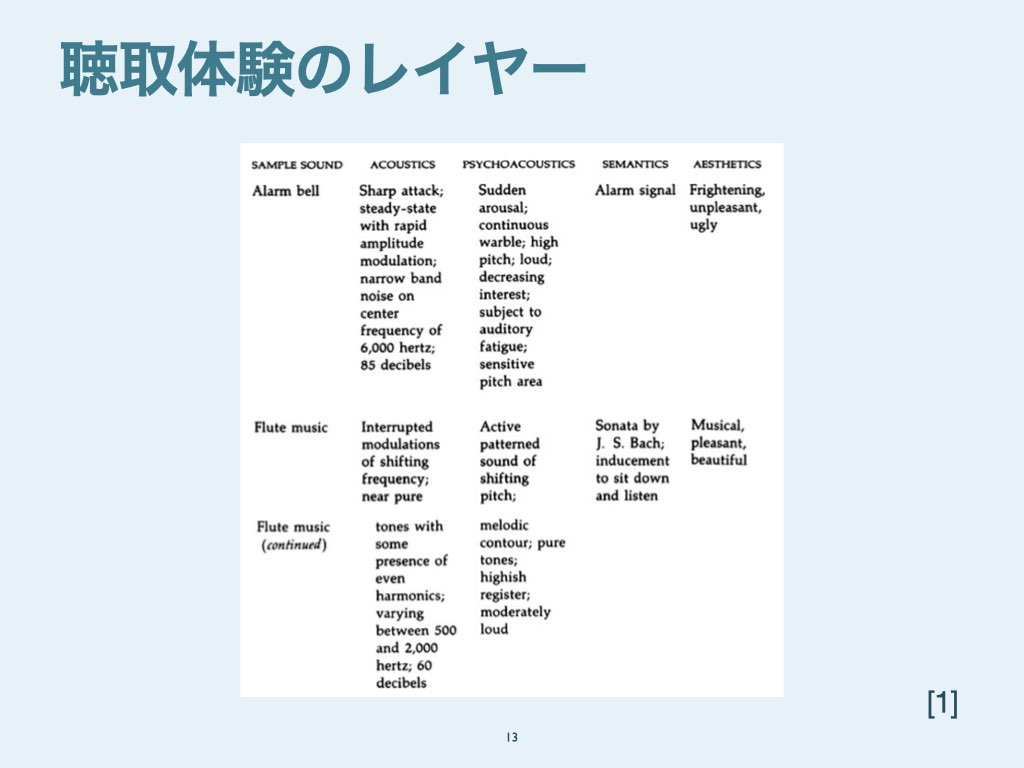 聴取体験のレイヤー
SAMPLE SOUND ACOUSTICS PSYCHOACOUSTICS SEMANTICS AESTHETICS
Alarm bell Sharp attack; Sudden Alarm signal Frightening,
steady-state arousal; unpleasant,
with rapid continuous ugly
amplitude warble; high
modulation; pitch; loud;
narrow band decreasing
noise on interest;
center subject to
frequency of auditory
6,000 hertz; fatigue;
85 decibels sensitive
pitch area
Flute music Interrupted Active Sonata by Musical,
modulations patterned J. S. Bach; pleasant,
of shifting sound of inducement beautiful
frequency; shifting to sit down
near pure pitch; and listen
Flute music tones with melodic
(continued) some contour; pure
presence of tones;
even highish
harmonics; register;
varying moderately
between 500 loud
and 2,000
hertz; 60
decibels
[1]
13